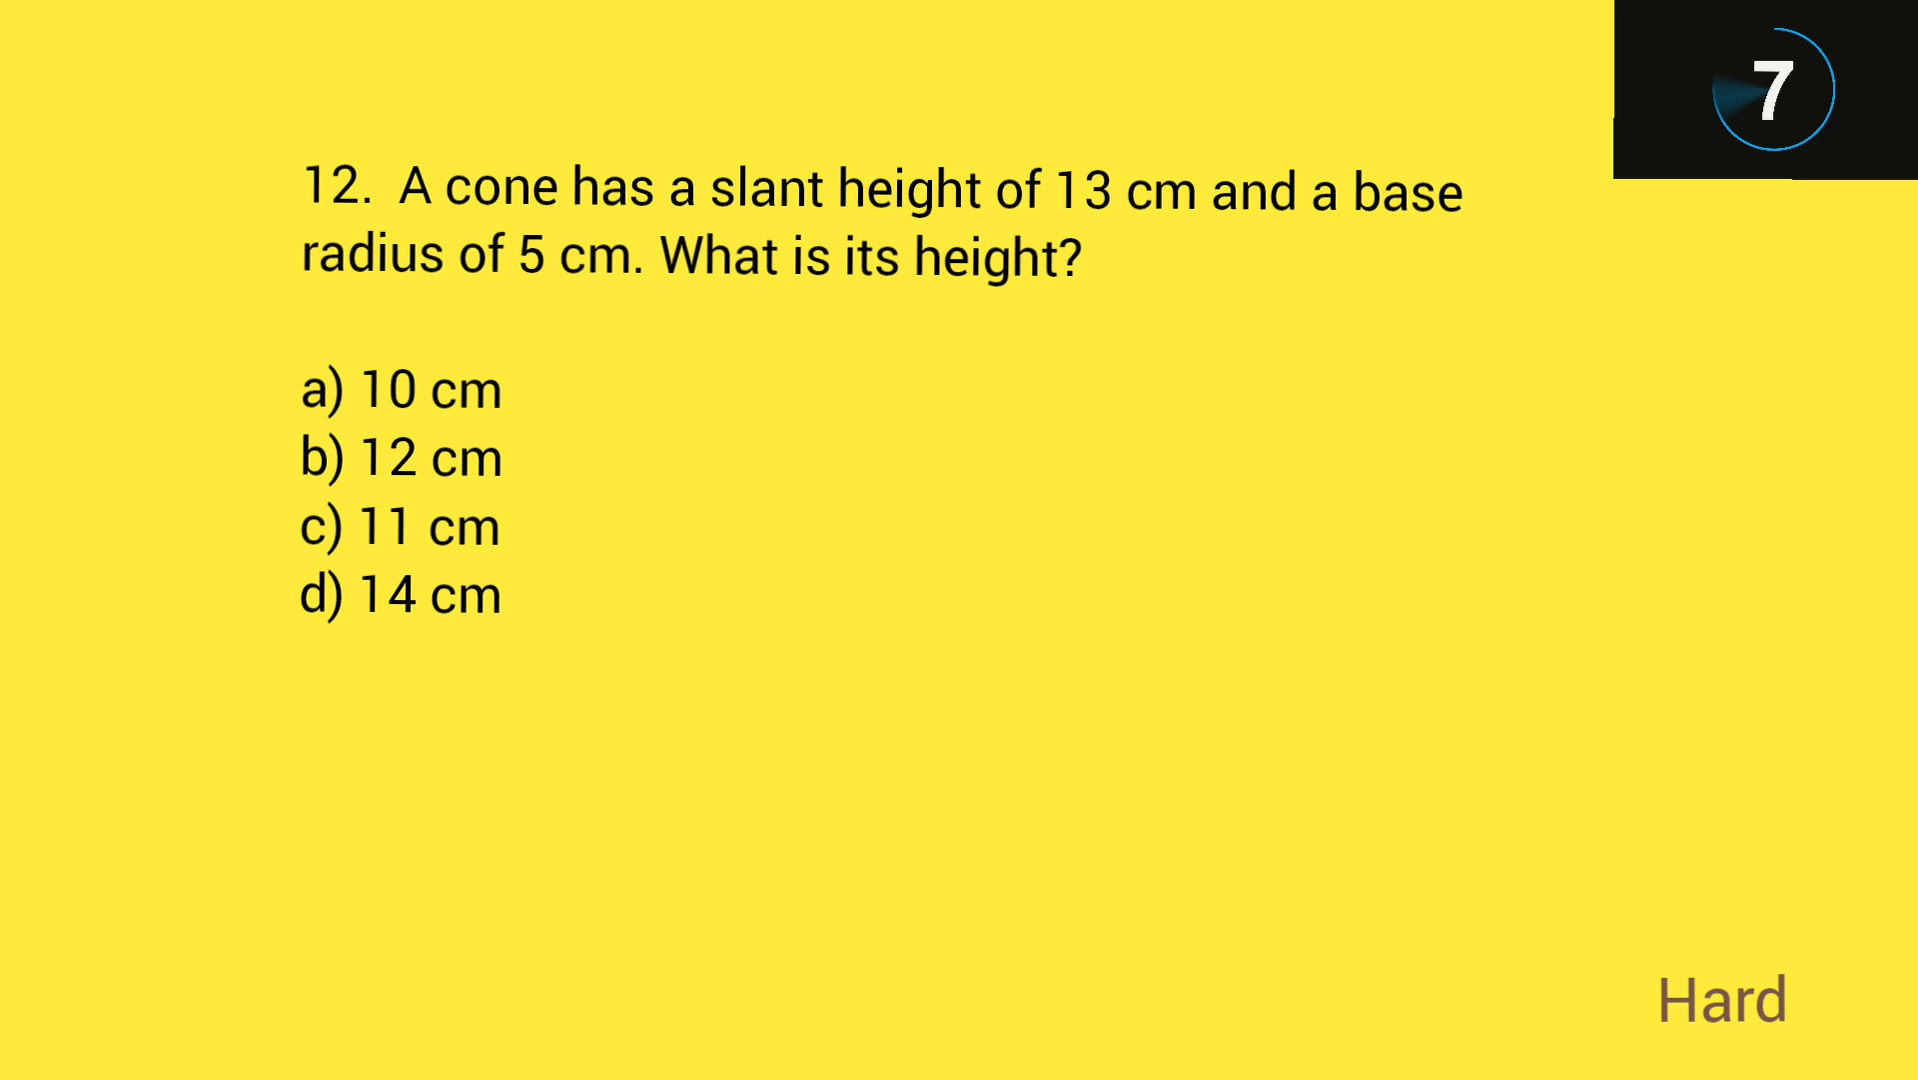 7
12. A cone has a slant height of 13 cm and a base
radius of 5 cm. What is its height?
a) 10 cm
b) 12 cm
c) 11 cm
d) 14 cm
Hard